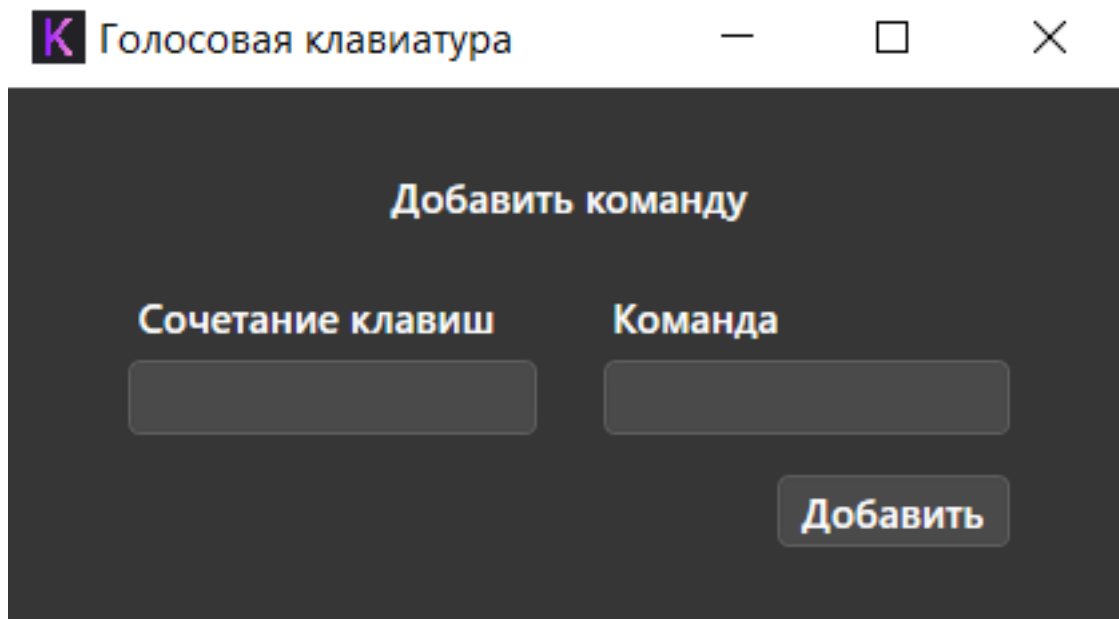 K Голосовая клавиатура
Добавить команду
Сочетание клавиш Команда
Добавить